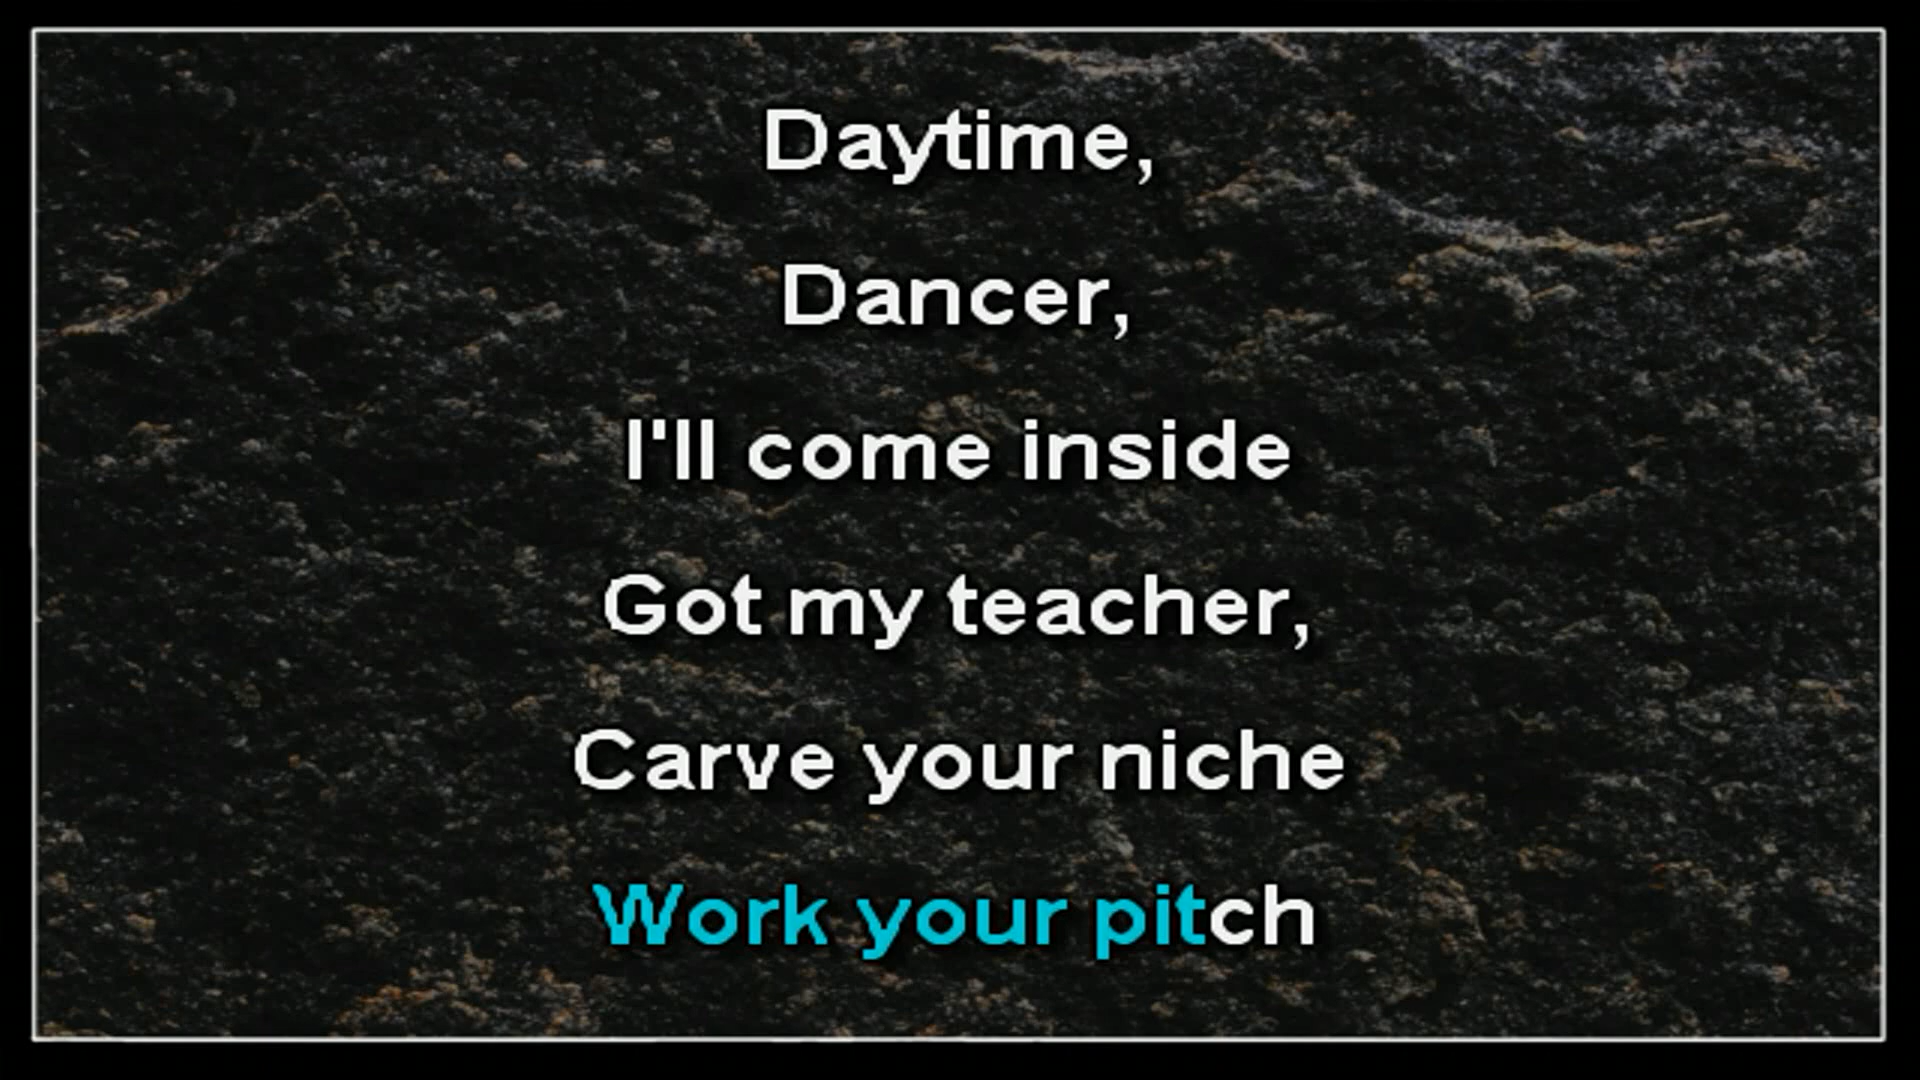 Daytime,
Dancer,
I'll come inside
Got my teacher,
Carve your niche
Work your pitch